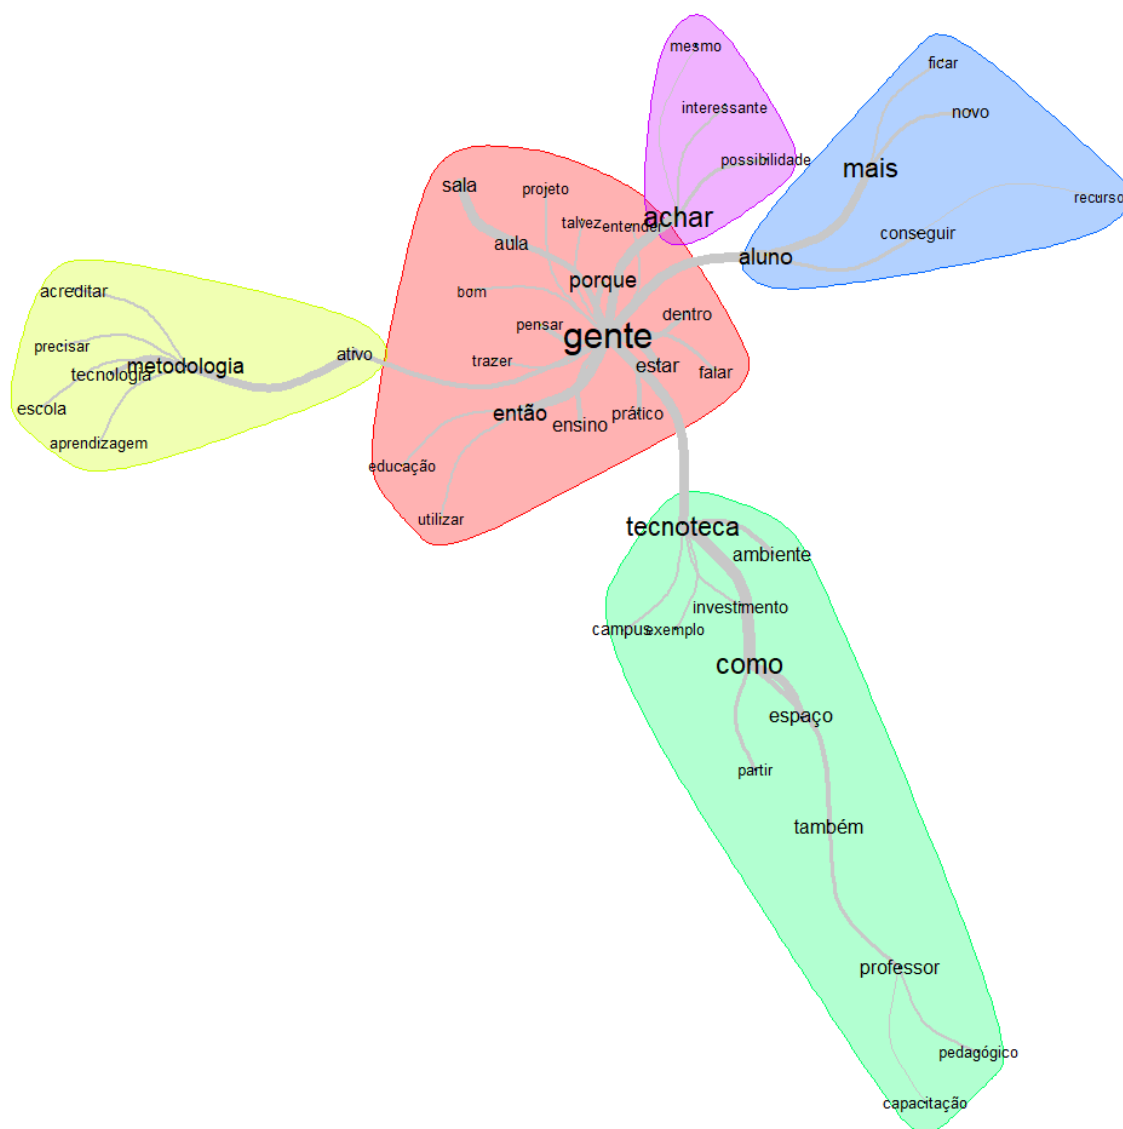 mesmo
ficar
interessante
novo
possibilidade
mais
sala
projeto
recurso
achar
talvez
entender
conseguir
aula
aluno
porque
acreditar
bom
dentro
pensar
gente
precisar
ativo
trazer
estar
metodologia
tecnologia
falar
escola
então
ensino
prático
aprendizagem
educação
utilizar
tecnoteca
ambiente
investimento
campus
exemplo
como
espaço
partir
também
professor
pedagógico
capacitação